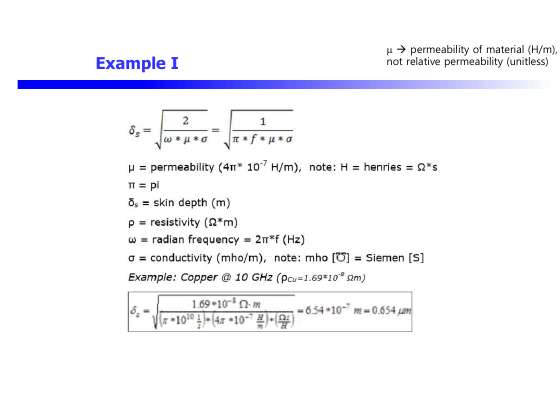 μ → permeability of material (H/m),
not relative permeability (unitless)
Example I
δs = √(2 / (ω * μ * σ)) = √(1 / (π * f * μ * σ))
μ = permeability (4π* 10⁻⁷ H/m), note: H = henries = Ω*s
π = pi
δs = skin depth (m)
ρ = resistivity (Ω*m)
ω = radian frequency = 2π*f (Hz)
σ = conductivity (mho/m), note: mho [℧] = Siemen [S]
Example: Copper @ 10 GHz (ρCu=1.69*10⁻⁸ Ωm)
δs = √(1.69*10⁻⁸ Ω·m / ((π*10¹⁰ 1/s)*(4π*10⁻⁷ H/m)*(Ωs/H))) = 6.54*10⁻⁷ m = 0.654 μm